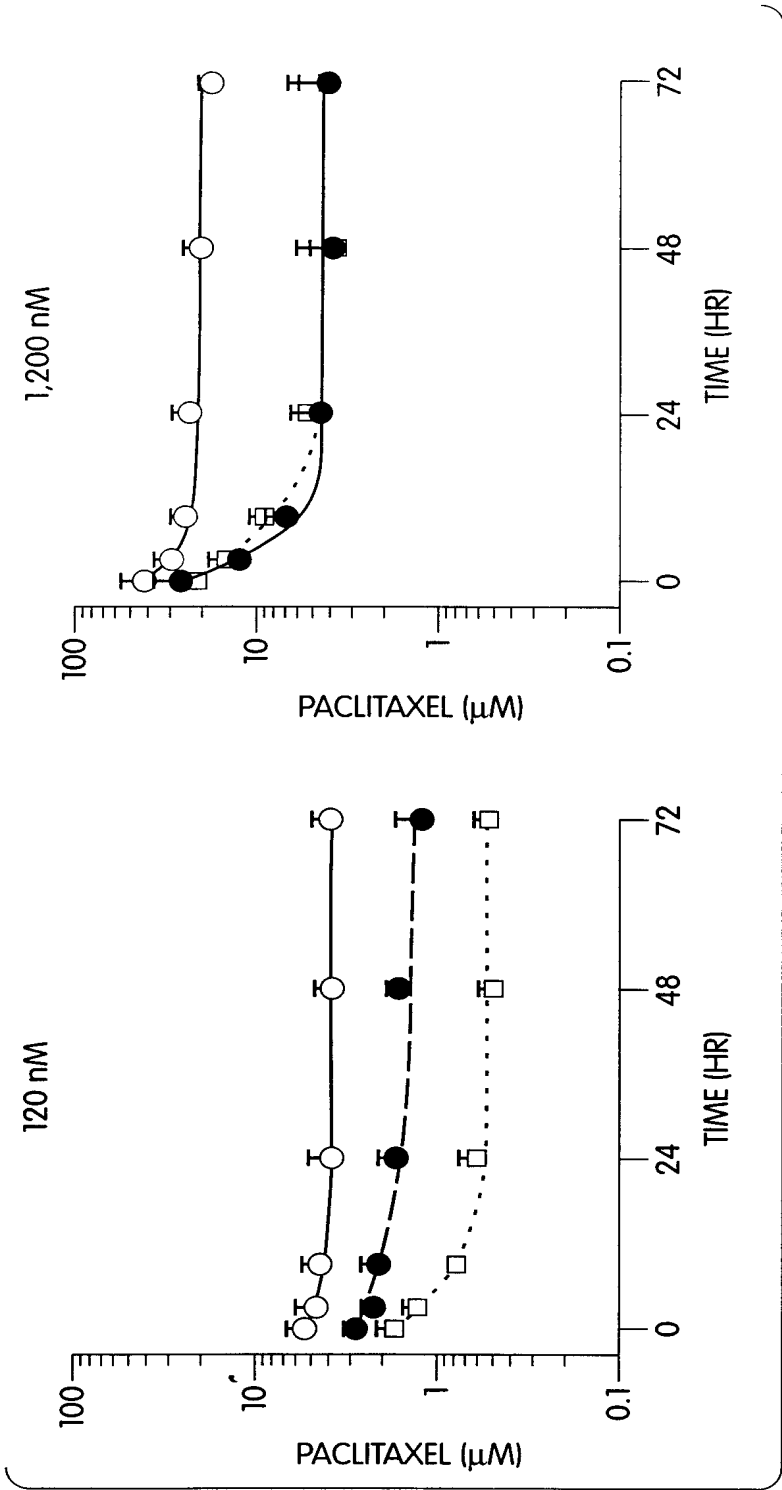 120 nM
PACLITAXEL (μM)
100
10
1
0.1
0
24
48
72
TIME (HR)
1,200 nM
PACLITAXEL (μM)
100
10
1
0.1
0
24
48
72
TIME (HR)